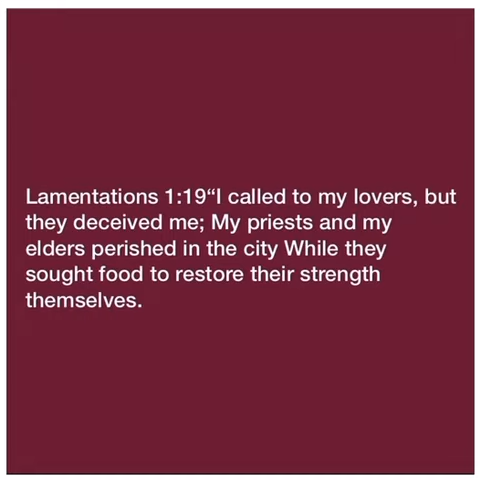 Lamentations 1:19“I called to my lovers, but
they deceived me; My priests and my
elders perished in the city While they
sought food to restore their strength
themselves.